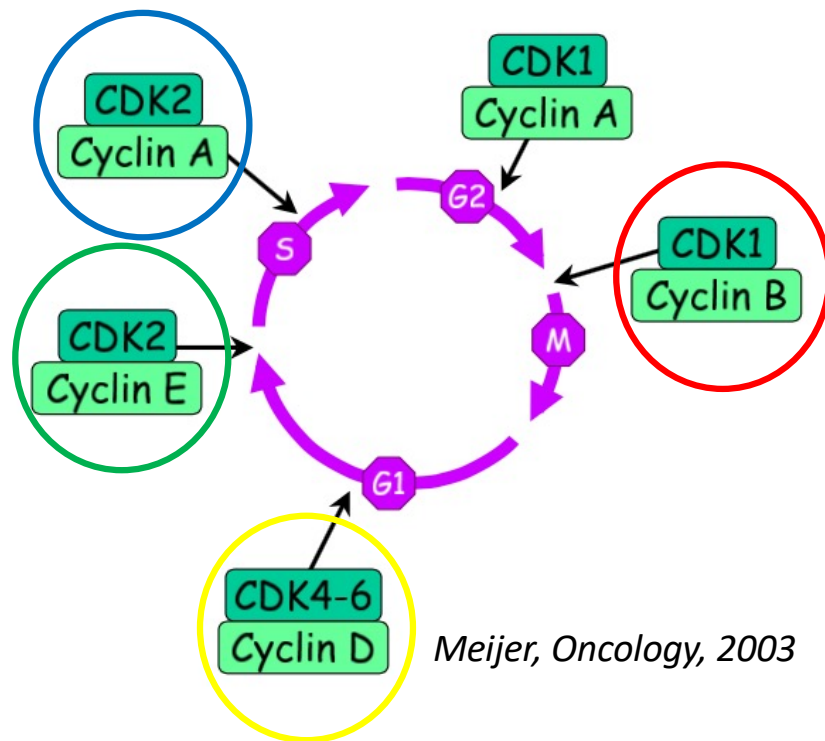 CDK2
Cyclin A
CDK1
Cyclin A
G2
S
CDK1
Cyclin B
CDK2
Cyclin E
M
G1
CDK4-6
Cyclin D
Meijer, Oncology, 2003